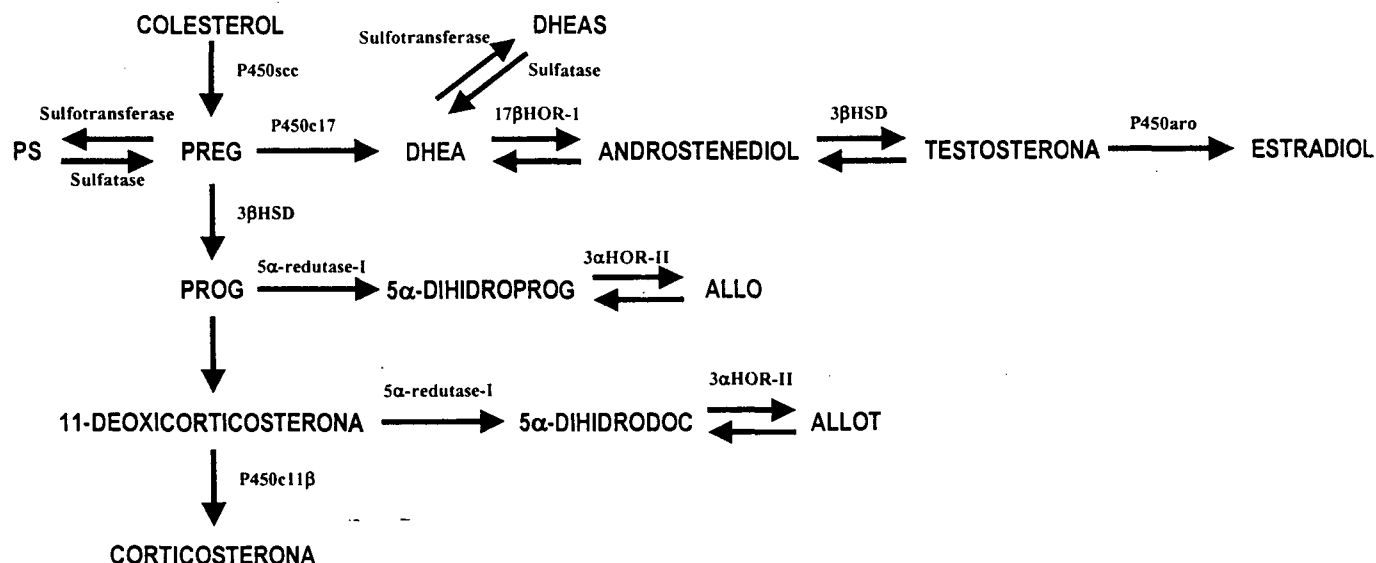 COLESTEROL
DHEAS
Sulfotransferase
P450scc
Sulfatase
Sulfotransferase
P450c17
17βHOR-1
3βHSD
P450aro
PS
PREG
DHEA
ANDROSTENEDIOL
TESTOSTERONA
ESTRADIOL
Sulfatase
3βHSD
5α-redutase-I
3αHOR-II
PROG
5α-DIHIDROPROG
ALLO
5α-redutase-I
3αHOR-II
11-DEOXICORTICOSTERONA
5α-DIHIDRODOC
ALLOT
P450c11β
CORTICOSTERONA